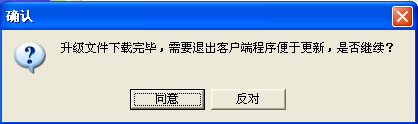 确认
升级文件下载完毕，需要退出客户端程序便于更新，是否继续？
同意
反对